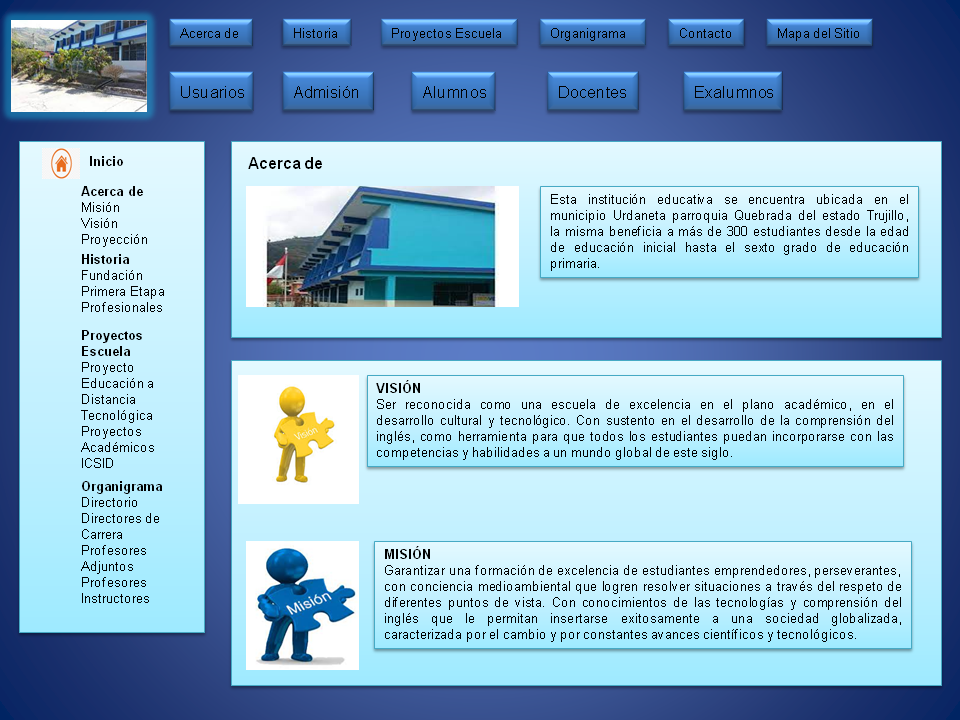 Acerca de
Historia
Proyectos Escuela
Organigrama
Contacto
Mapa del Sitio
Usuarios
Admisión
Alumnos
Docentes
Exalumnos
Inicio
Acerca de
Misión
Visión
Proyección
Historia
Fundación
Primera Etapa
Profesionales
Proyectos
Escuela
Proyecto
Educación a
Distancia
Tecnológica
Proyectos
Académicos
ICSID
Organigrama
Directorio
Directores de
Carrera
Profesores
Adjuntos
Profesores
Instructores
Acerca de
Esta institución educativa se encuentra ubicada en el
municipio Urdaneta parroquia Quebrada del estado Trujillo,
la misma beneficia a más de 300 estudiantes desde la edad
de educación inicial hasta el sexto grado de educación
primaria.
Visión
VISIÓN
Ser reconocida como una escuela de excelencia en el plano académico, en el
desarrollo cultural y tecnológico. Con sustento en el desarrollo de la comprensión del
inglés, como herramienta para que todos los estudiantes puedan incorporarse con las
competencias y habilidades a un mundo global de este siglo.
Misión
MISIÓN
Garantizar una formación de excelencia de estudiantes emprendedores, perseverantes,
con conciencia medioambiental que logren resolver situaciones a través del respeto de
diferentes puntos de vista. Con conocimientos de las tecnologías y comprensión del
inglés que le permitan insertarse exitosamente a una sociedad globalizada,
caracterizada por el cambio y por constantes avances científicos y tecnológicos.